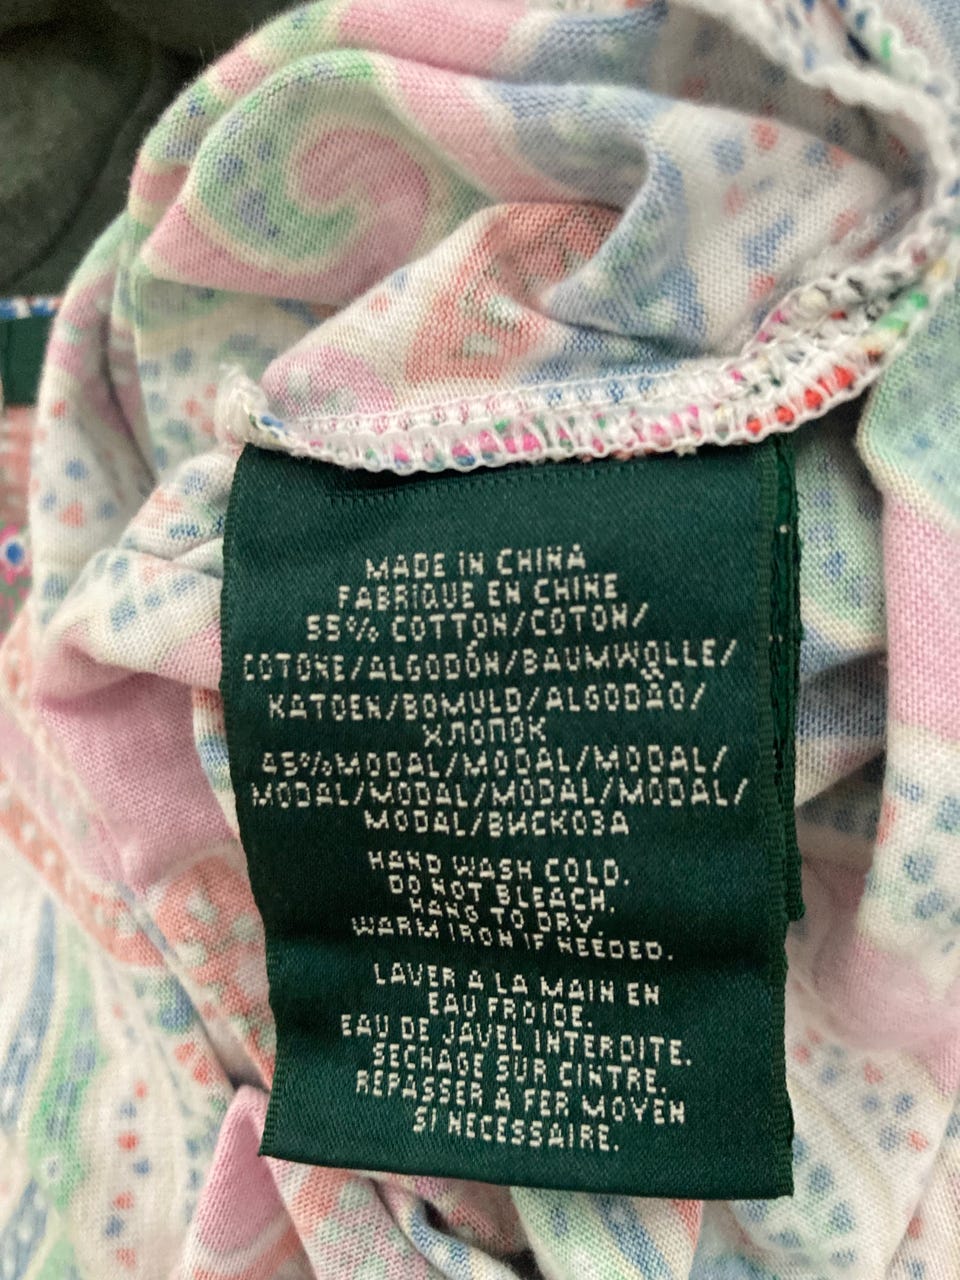 MADE IN CHINA
FABRIQUE EN CHINE
55% COTTON/COTON/
COTONE/ALGODÓN/BAUMWOLLE/
KATOEN/BOMULD/ALGODÃO/
ХЛОПОК
45%MODAL/MODAL/MODAL/
MODAL/MODAL/MODAL/MODAL/
MODAL/ВИСКОЗА
HAND WASH COLD.
DO NOT BLEACH.
HANG TO DRY.
WARM IRON IF NEEDED.
LAVER A LA MAIN EN
EAU FROIDE.
EAU DE JAVEL INTERDITE.
SECHAGE SUR CINTRE.
REPASSER A FER MOYEN
SI NECESSAIRE.